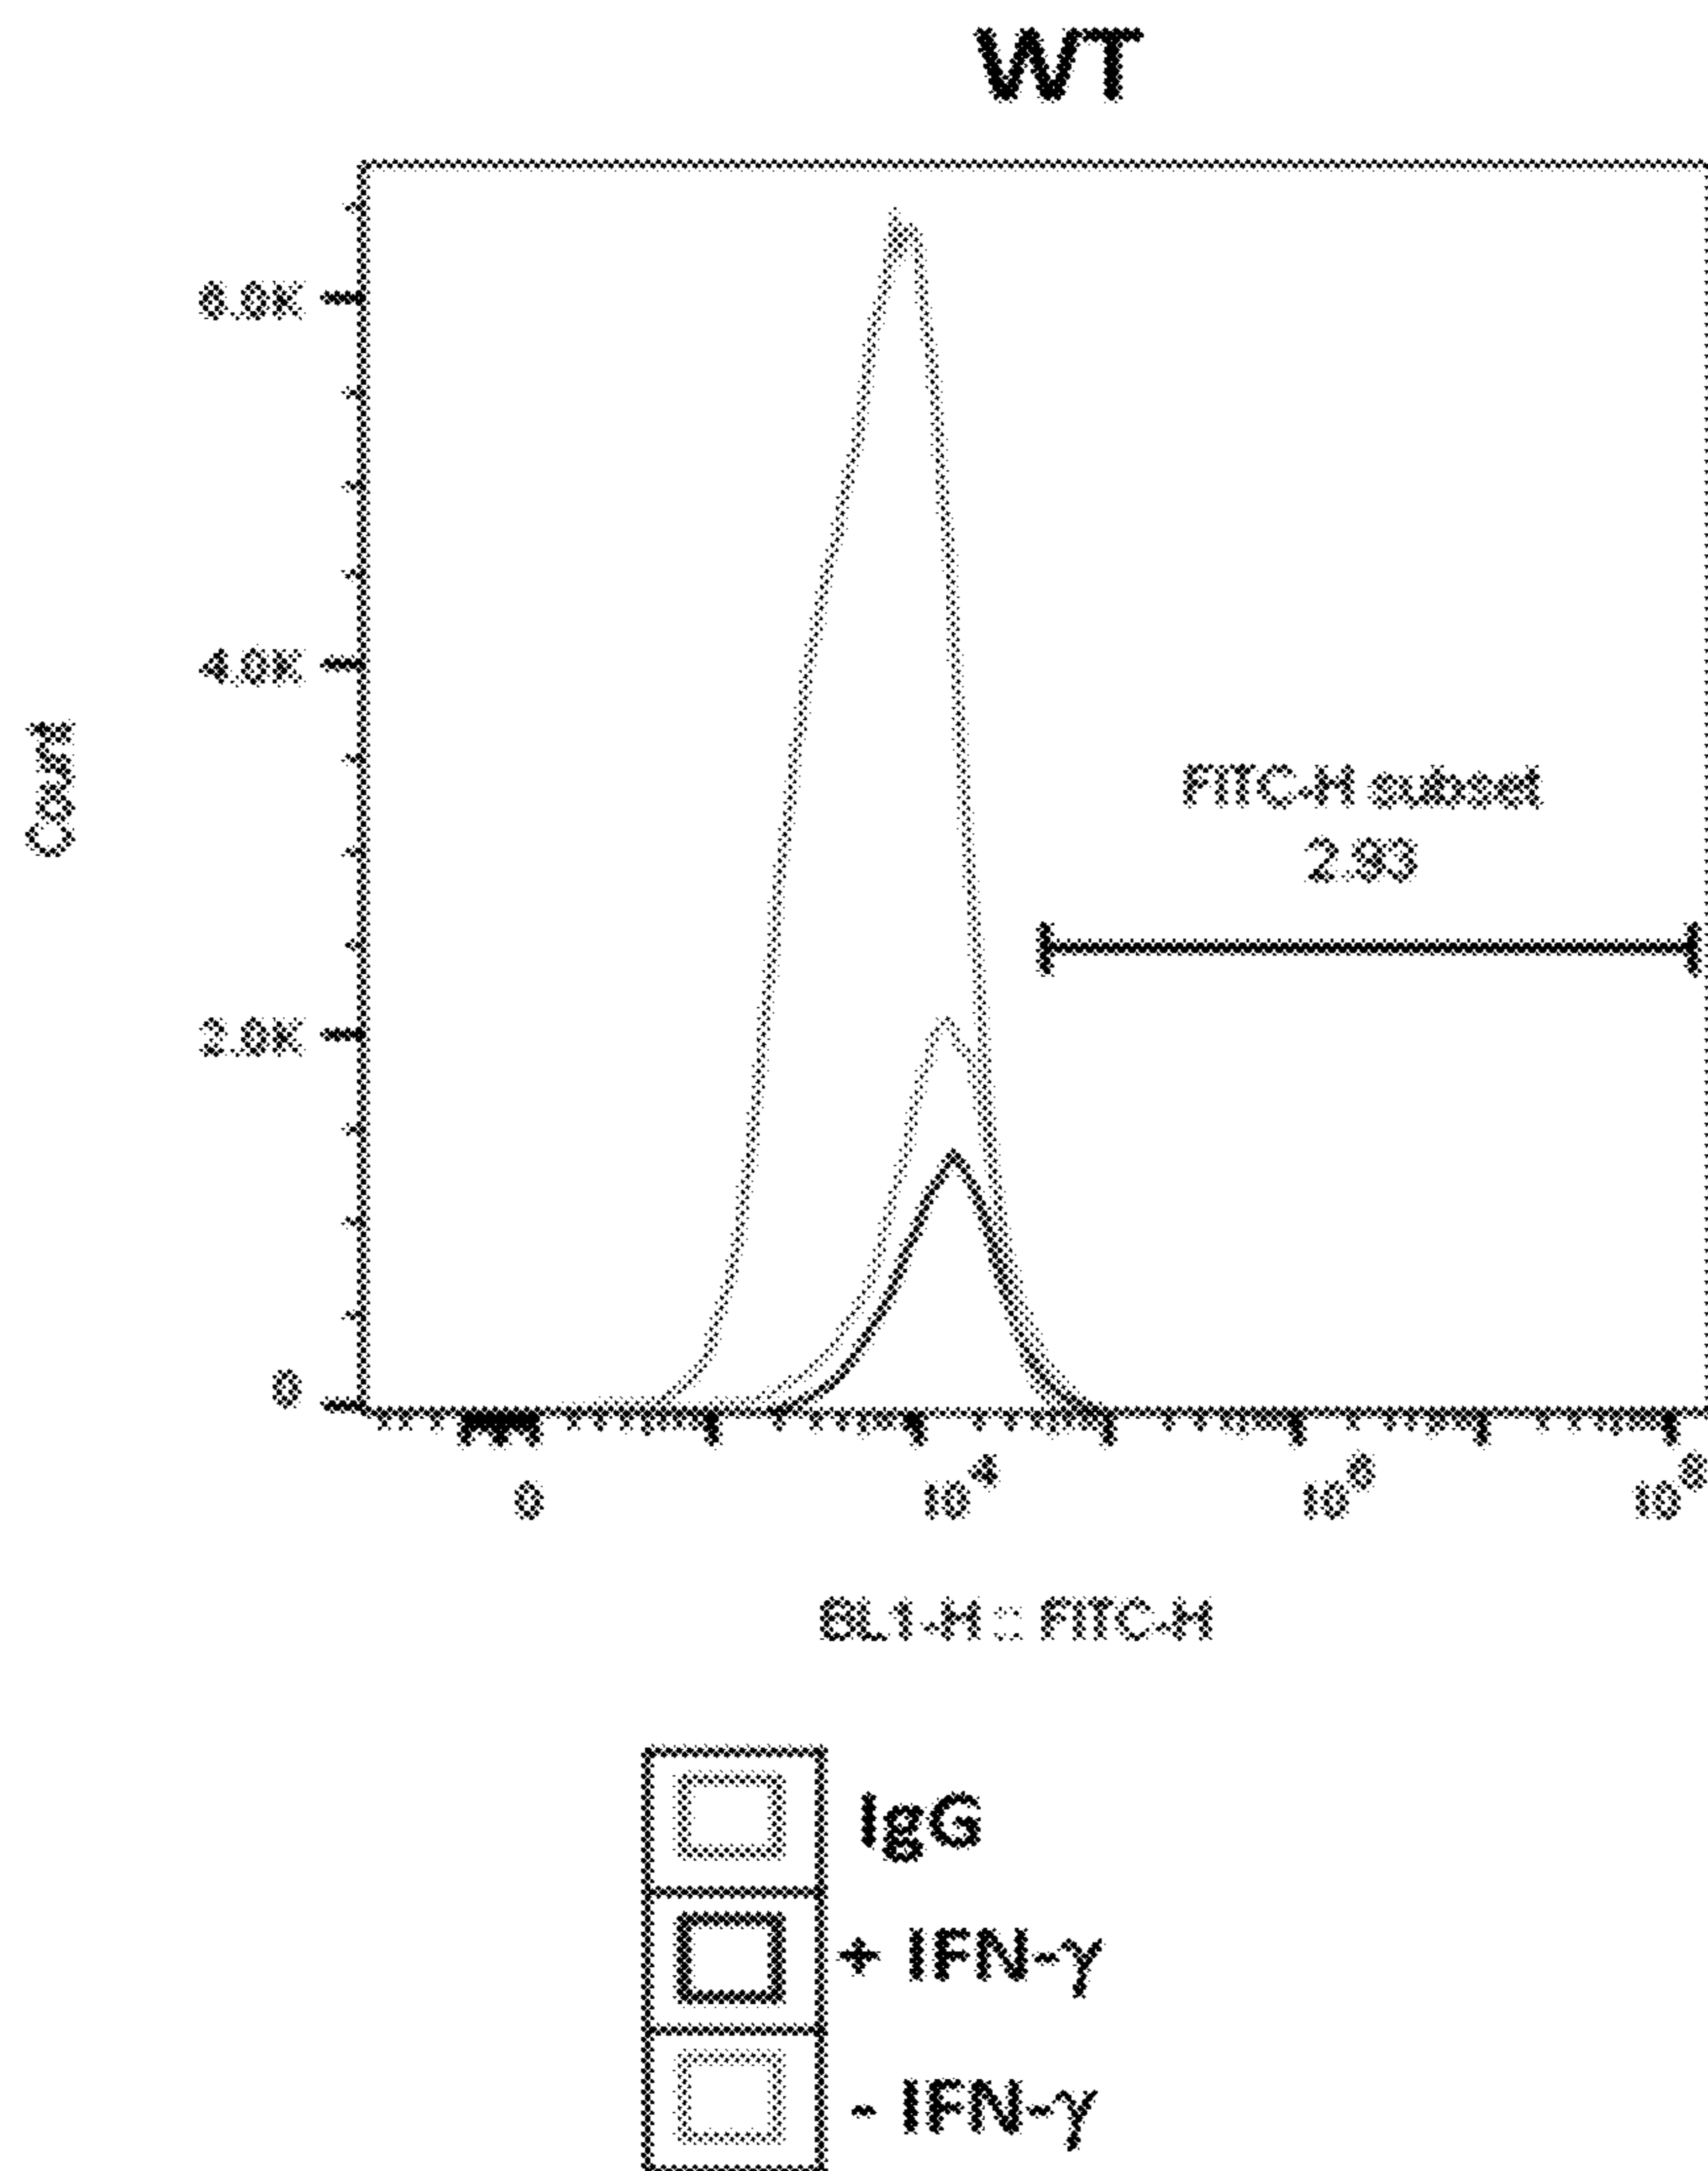 WT
6.0K
4.0K
2.0K
0
Count
FITC-H subset
2.93
0
10^4
10^6
10^8
BL1-H :: FITC-H
IgG
+ IFN-γ
- IFN-γ